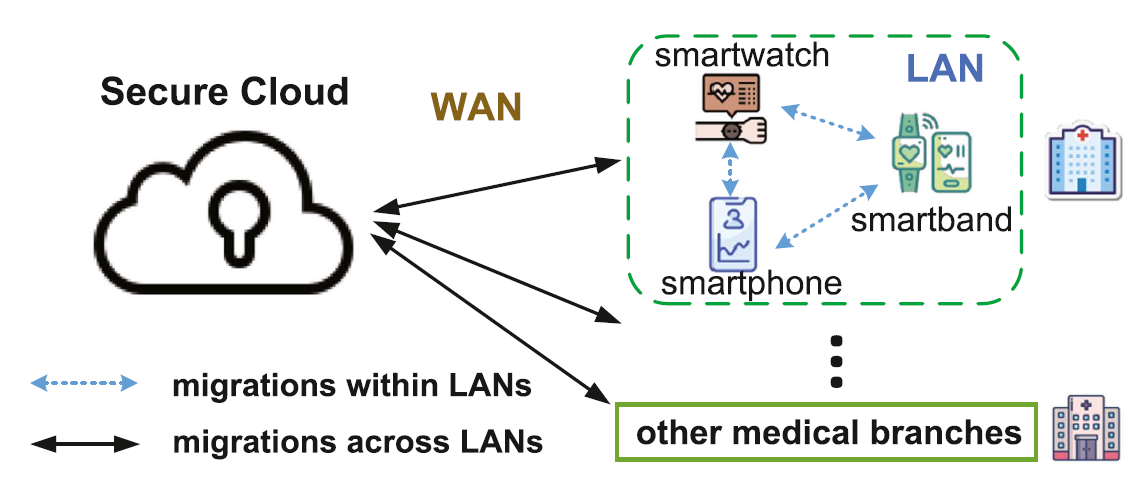 Secure Cloud
WAN
smartwatch
LAN
smartband
smartphone
migrations within LANs
migrations across LANs
other medical branches